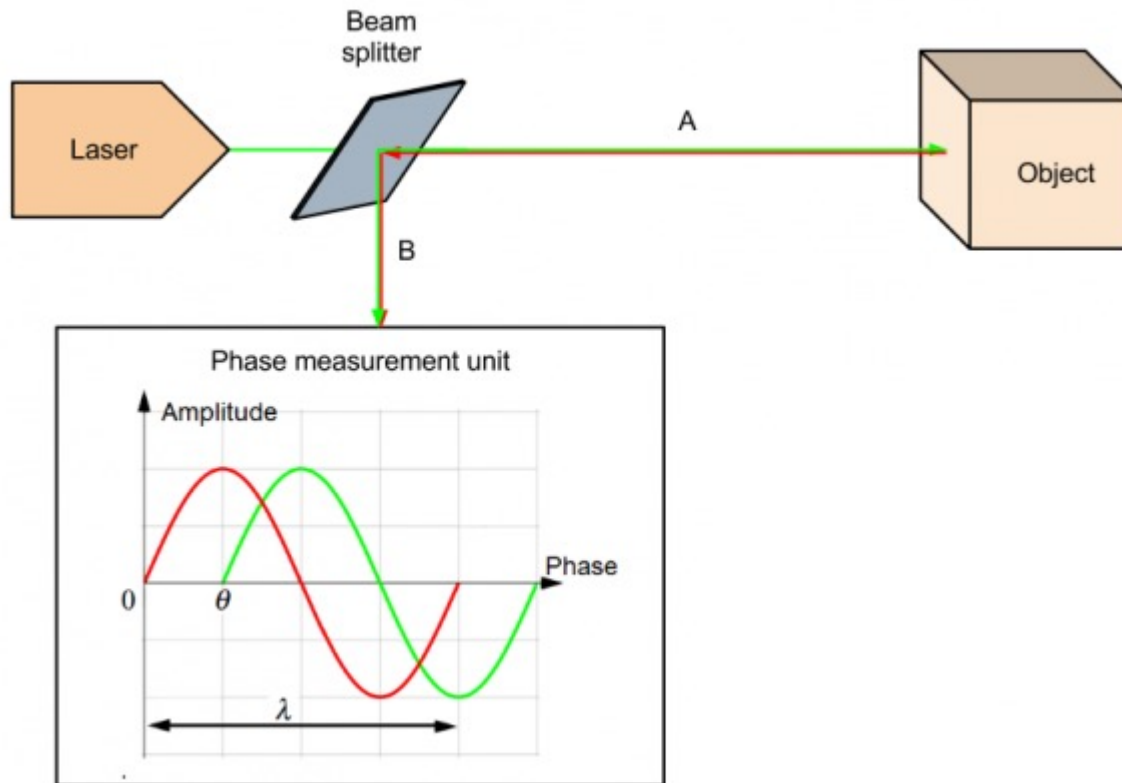 Beam
splitter
Laser
A
Object
B
Phase measurement unit
Amplitude
Phase
0
θ
λ